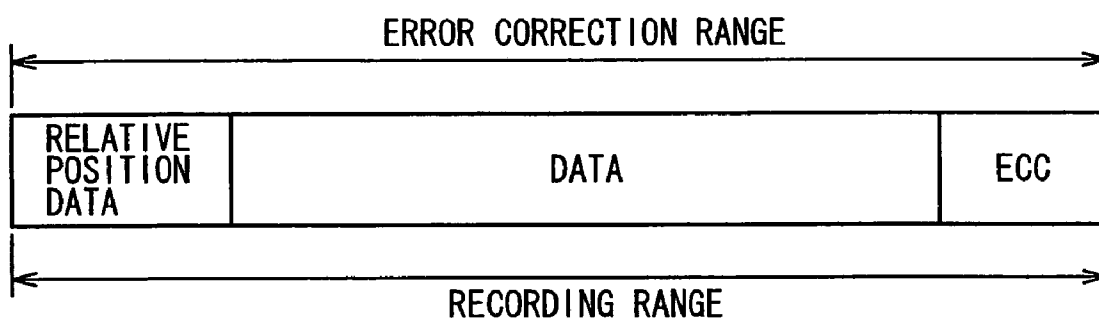 ERROR CORRECTION RANGE
RELATIVE
POSITION
DATA
DATA
ECC
RECORDING RANGE